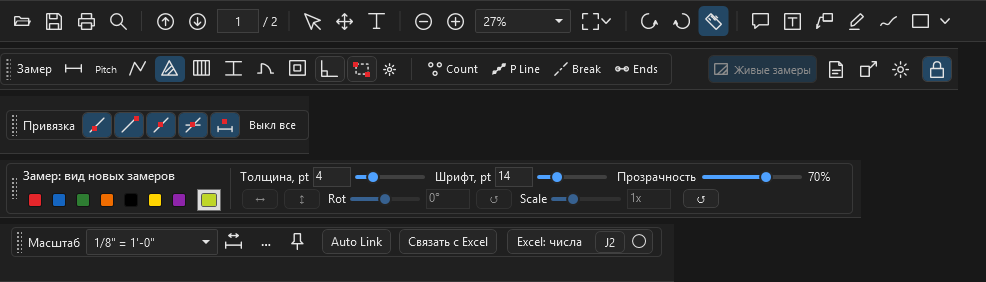 1 / 2 27%
Замер Pitch Count P Line Break Ends Живые замеры
Привязка Выкл все
Замер: вид новых замеров Толщина, pt 4 Шрифт, pt 14 Прозрачность 70%
Rot 0° Scale 1x
Масштаб 1/8" = 1'-0" ... Auto Link Связать с Excel Excel: числа J2